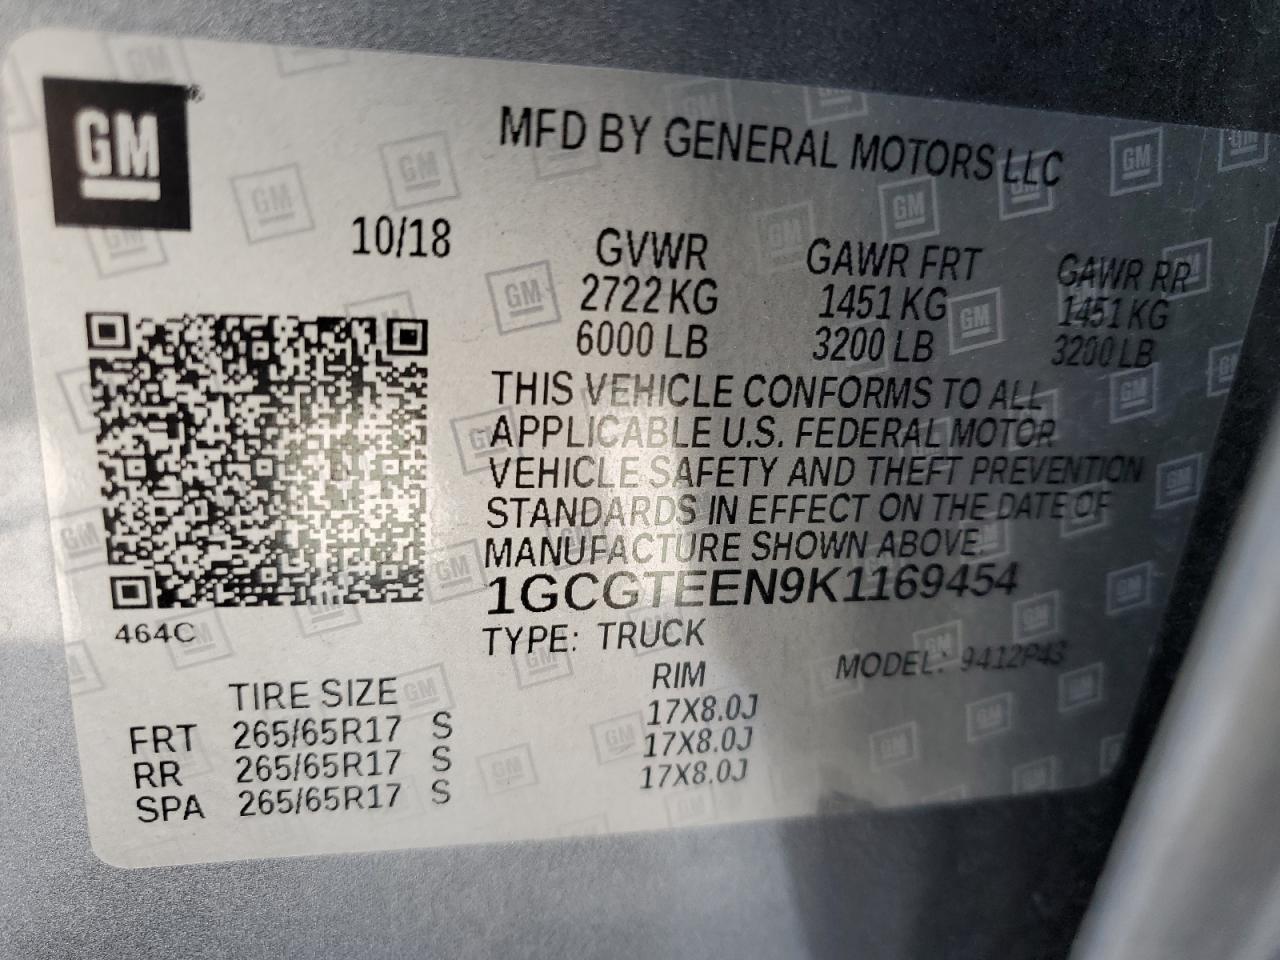 GM
MFD BY GENERAL MOTORS LLC
10/18
GVWR GAWR FRT GAWR RR
2722 KG 1451 KG 1451 KG
6000 LB 3200 LB 3200 LB
THIS VEHICLE CONFORMS TO ALL
APPLICABLE U.S. FEDERAL MOTOR
VEHICLE SAFETY AND THEFT PREVENTION
STANDARDS IN EFFECT ON THE DATE OF
MANUFACTURE SHOWN ABOVE.
1GCGTEEN9K1169454
464C
TYPE: TRUCK
MODEL: 9412P43
TIRE SIZE RIM
FRT 265/65R17 S 17X8.0J
RR 265/65R17 S 17X8.0J
SPA 265/65R17 S 17X8.0J